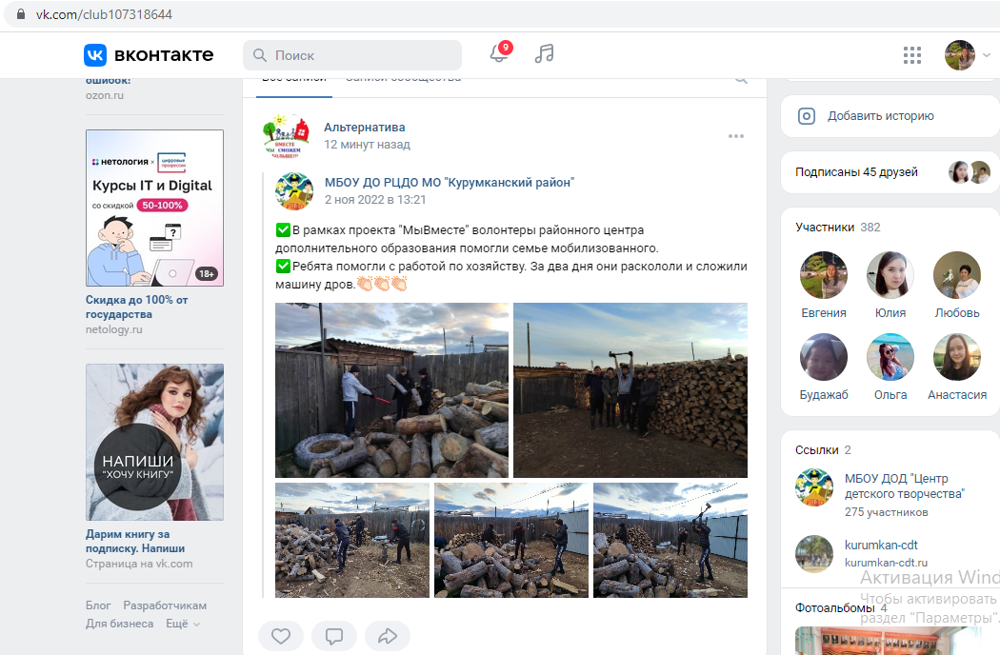 vk.com/club107318644
вконтакте
Поиск
9
ошибок!
ozon.ru
нетология × цифровые профессии
Курсы IT и Digital
со скидкой 50-100%
?
18+
Скидка до 100% от
государства
netology.ru
НАПИШИ
"ХОЧУ КНИГУ"
Дарим книгу за
подписку. Напиши
Страница на vk.com
Блог Разработчикам
Для бизнеса Ещё
Все записи Записи сообщества
ВМЕСТЕ
МЫ СМОЖЕМ
БОЛЬШЕ!!!
Альтернатива
12 минут назад
РЦДО
МБОУ ДО РЦДО МО "Курумканский район"
2 ноя 2022 в 13:21
✅В рамках проекта "МыВместе" волонтеры районного центра
дополнительного образования помогли семье мобилизованного.
✅Ребята помогли с работой по хозяйству. За два дня они раскололи и сложили
машину дров.👏🏻👏🏻👏🏻
Добавить историю
Подписаны 45 друзей
Участники 382
Евгения Юлия Любовь
Будажаб Ольга Анастасия
Ссылки 2
МБОУ ДОД "Центр
детского творчества"
275 участников
kurumkan-cdt
kurumkan-cdt.ru
Активация Wind
Чтобы активировать
Фотоальбомы 4
раздел "Параметры".